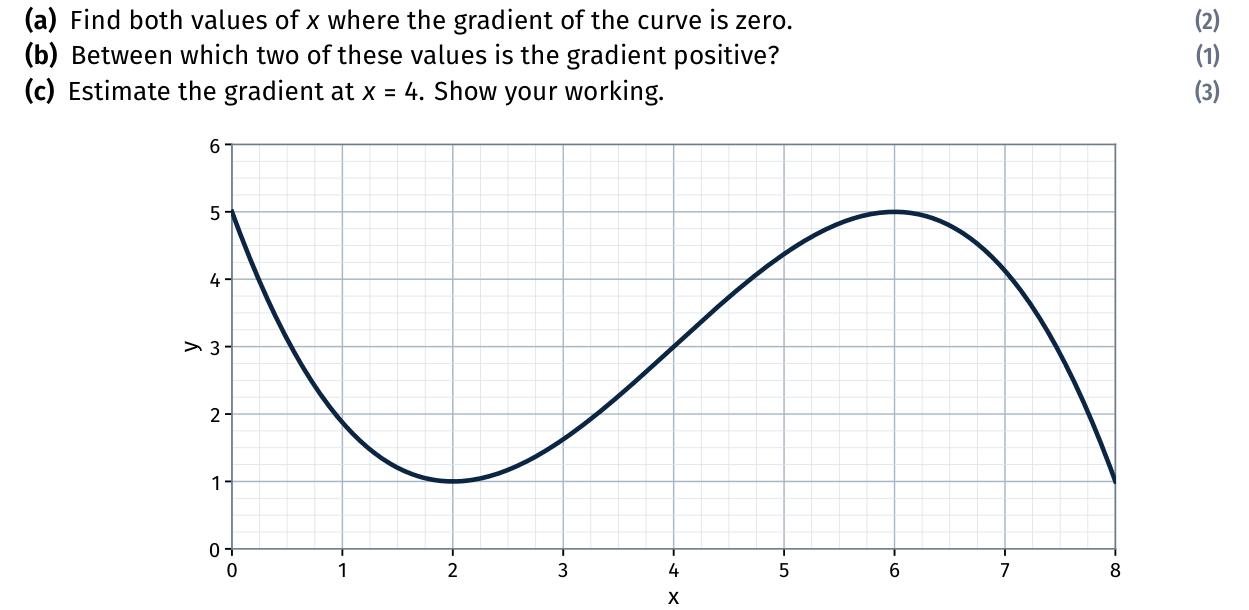 (a) Find both values of x where the gradient of the curve is zero. (2)
(b) Between which two of these values is the gradient positive? (1)
(c) Estimate the gradient at x = 4. Show your working. (3)
6
5
4
y
3
2
1
0
0 1 2 3 4 5 6 7 8
x